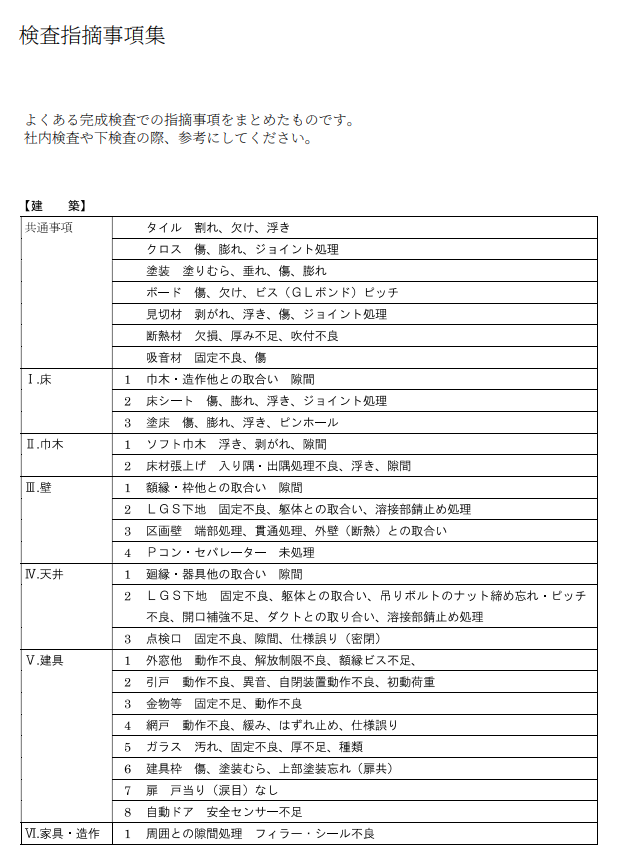 検査指摘事項集
よくある完成検査での指摘事項をまとめたものです。
社内検査や下検査の際、参考にしてください。
【建　　築】
共通事項　タイル　割れ、欠け、浮き
クロス　傷、膨れ、ジョイント処理
塗装　塗りむら、垂れ、傷、膨れ
ボード　傷、欠け、ビス（ＧＬボンド）ピッチ
見切材　剥がれ、浮き、傷、ジョイント処理
断熱材　欠損、厚み不足、吹付不良
吸音材　固定不良、傷
Ⅰ.床　1　巾木・造作他との取合い　隙間
2　床シート　傷、膨れ、浮き、ジョイント処理
3　塗床　傷、膨れ、浮き、ピンホール
Ⅱ.巾木　1　ソフト巾木　浮き、剥がれ、隙間
2　床材張上げ　入り隅・出隅処理不良、浮き、隙間
Ⅲ.壁　1　額縁・枠他との取合い　隙間
2　ＬＧＳ下地　固定不良、躯体との取合い、溶接部錆止め処理
3　区画壁　端部処理、貫通処理、外壁（断熱）との取合い
4　Ｐコン・セパレーター　未処理
Ⅳ.天井　1　廻縁・器具他の取合い　隙間
2　ＬＧＳ下地　固定不良、躯体との取合い、吊りボルトのナット締め忘れ・ピッチ
不良、開口補強不足、ダクトとの取り合い、溶接部錆止め処理
3　点検口　固定不良、隙間、仕様誤り（密閉）
Ⅴ.建具　1　外窓他　動作不良、解放制限不良、額縁ビス不足、
2　引戸　動作不良、異音、自閉装置動作不良、初動荷重
3　金物等　固定不足、動作不良
4　網戸　動作不良、緩み、はずれ止め、仕様誤り
5　ガラス　汚れ、固定不良、厚不足、種類
6　建具枠　傷、塗装むら、上部塗装忘れ（扉共）
7　扉　戸当り（涙目）なし
8　自動ドア　安全センサー不足
Ⅵ.家具・造作　1　周囲との隙間処理　フィラー・シール不良